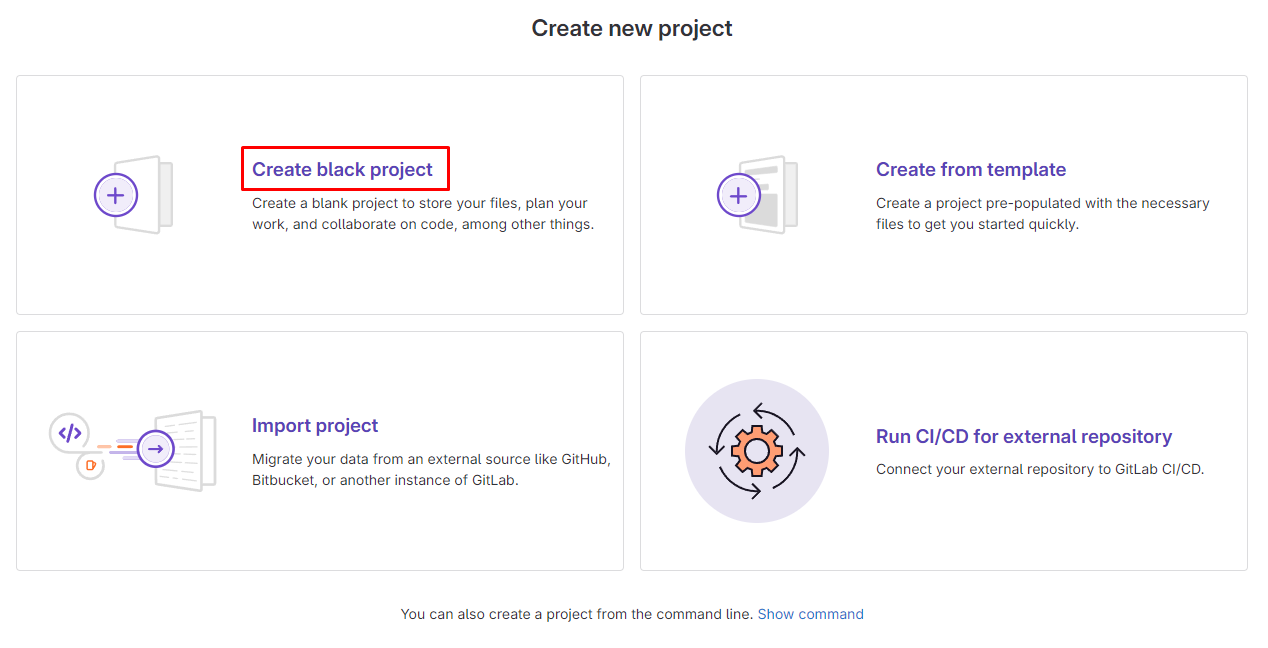 Create new project
Create black project
Create a blank project to store your files, plan your
work, and collaborate on code, among other things.
Create from template
Create a project pre-populated with the necessary
files to get you started quickly.
Import project
Migrate your data from an external source like GitHub,
Bitbucket, or another instance of GitLab.
Run CI/CD for external repository
Connect your external repository to GitLab CI/CD.
You can also create a project from the command line. Show command